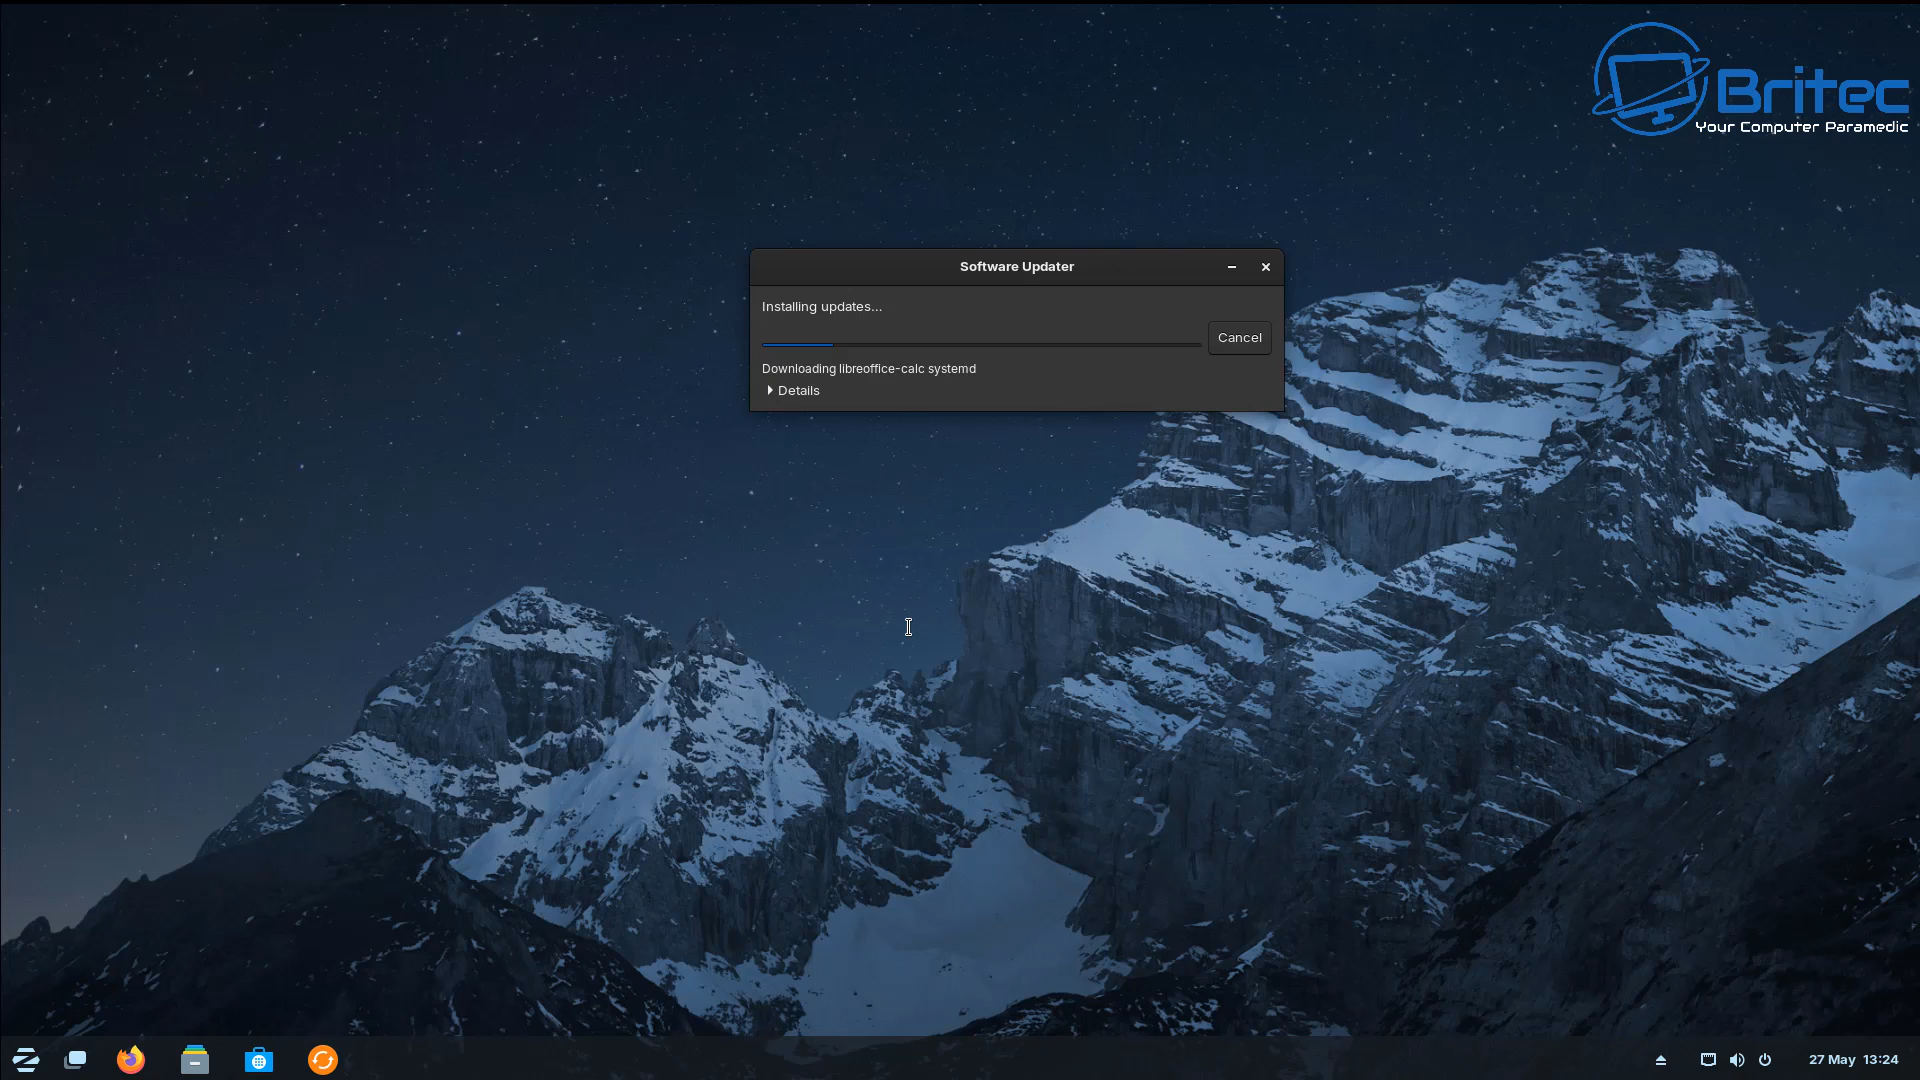 Britec
Your Computer Paramedic
Software Updater
Installing updates...
Cancel
Downloading libreoffice-calc systemd
Details
27 May 13:24